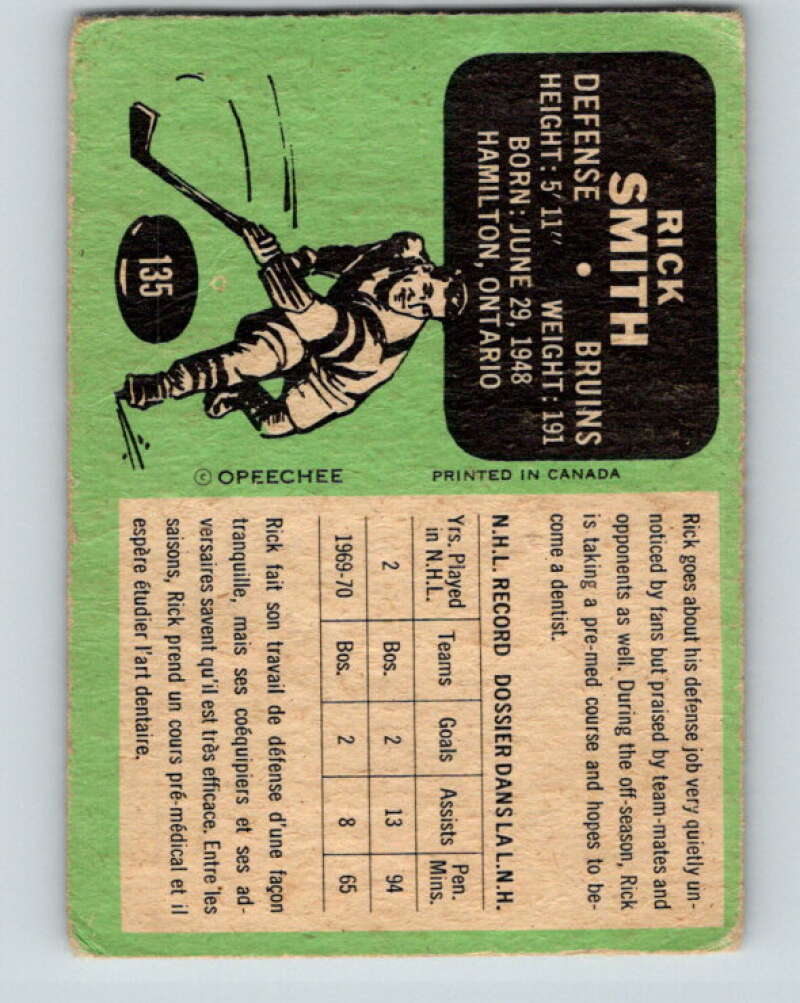 RICK
SMITH
DEFENSE • BRUINS
HEIGHT: 5'11" WEIGHT: 191
BORN: JUNE 29, 1948
HAMILTON, ONTARIO
135
© OPEECHEE
PRINTED IN CANADA
Rick goes about his defense job very quietly un-
noticed by fans but praised by team-mates and
opponents as well. During the off-season, Rick
is taking a pre-med course and hopes to be-
come a dentist.
N.H.L. RECORD DOSSIER DANS LA L.N.H.
Yrs. Played in N.H.L. Teams Goals Assists Pen. Mins.
2 Bos. 2 13 94
1969-70 Bos. 2 8 65
Rick fait son travail de défense d'une façon
tranquille, mais ses coéquipiers et ses ad-
versaires savent qu'il est très efficace. Entre les
saisons, Rick prend un cours pré-médical et il
espère étudier l'art dentaire.